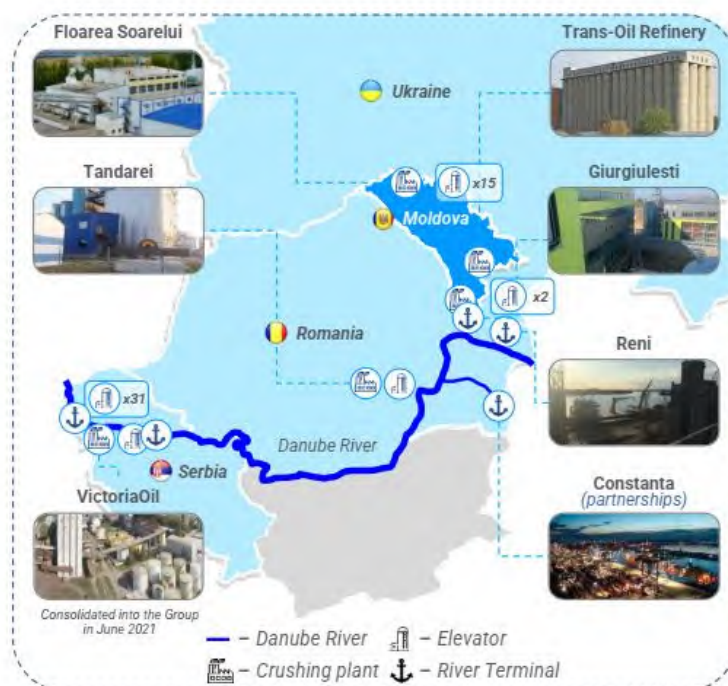 Floarea Soarelui
Trans-Oil Refinery
Ukraine
Tandarei
x15
Giurgiulesti
Moldova
x2
Romania
Reni
x31
Danube River
Serbia
VictoriaOil
Constanta
(partnerships)
Consolidated into the Group
in June 2021
– Danube River
– Elevator
– Crushing plant
– River Terminal